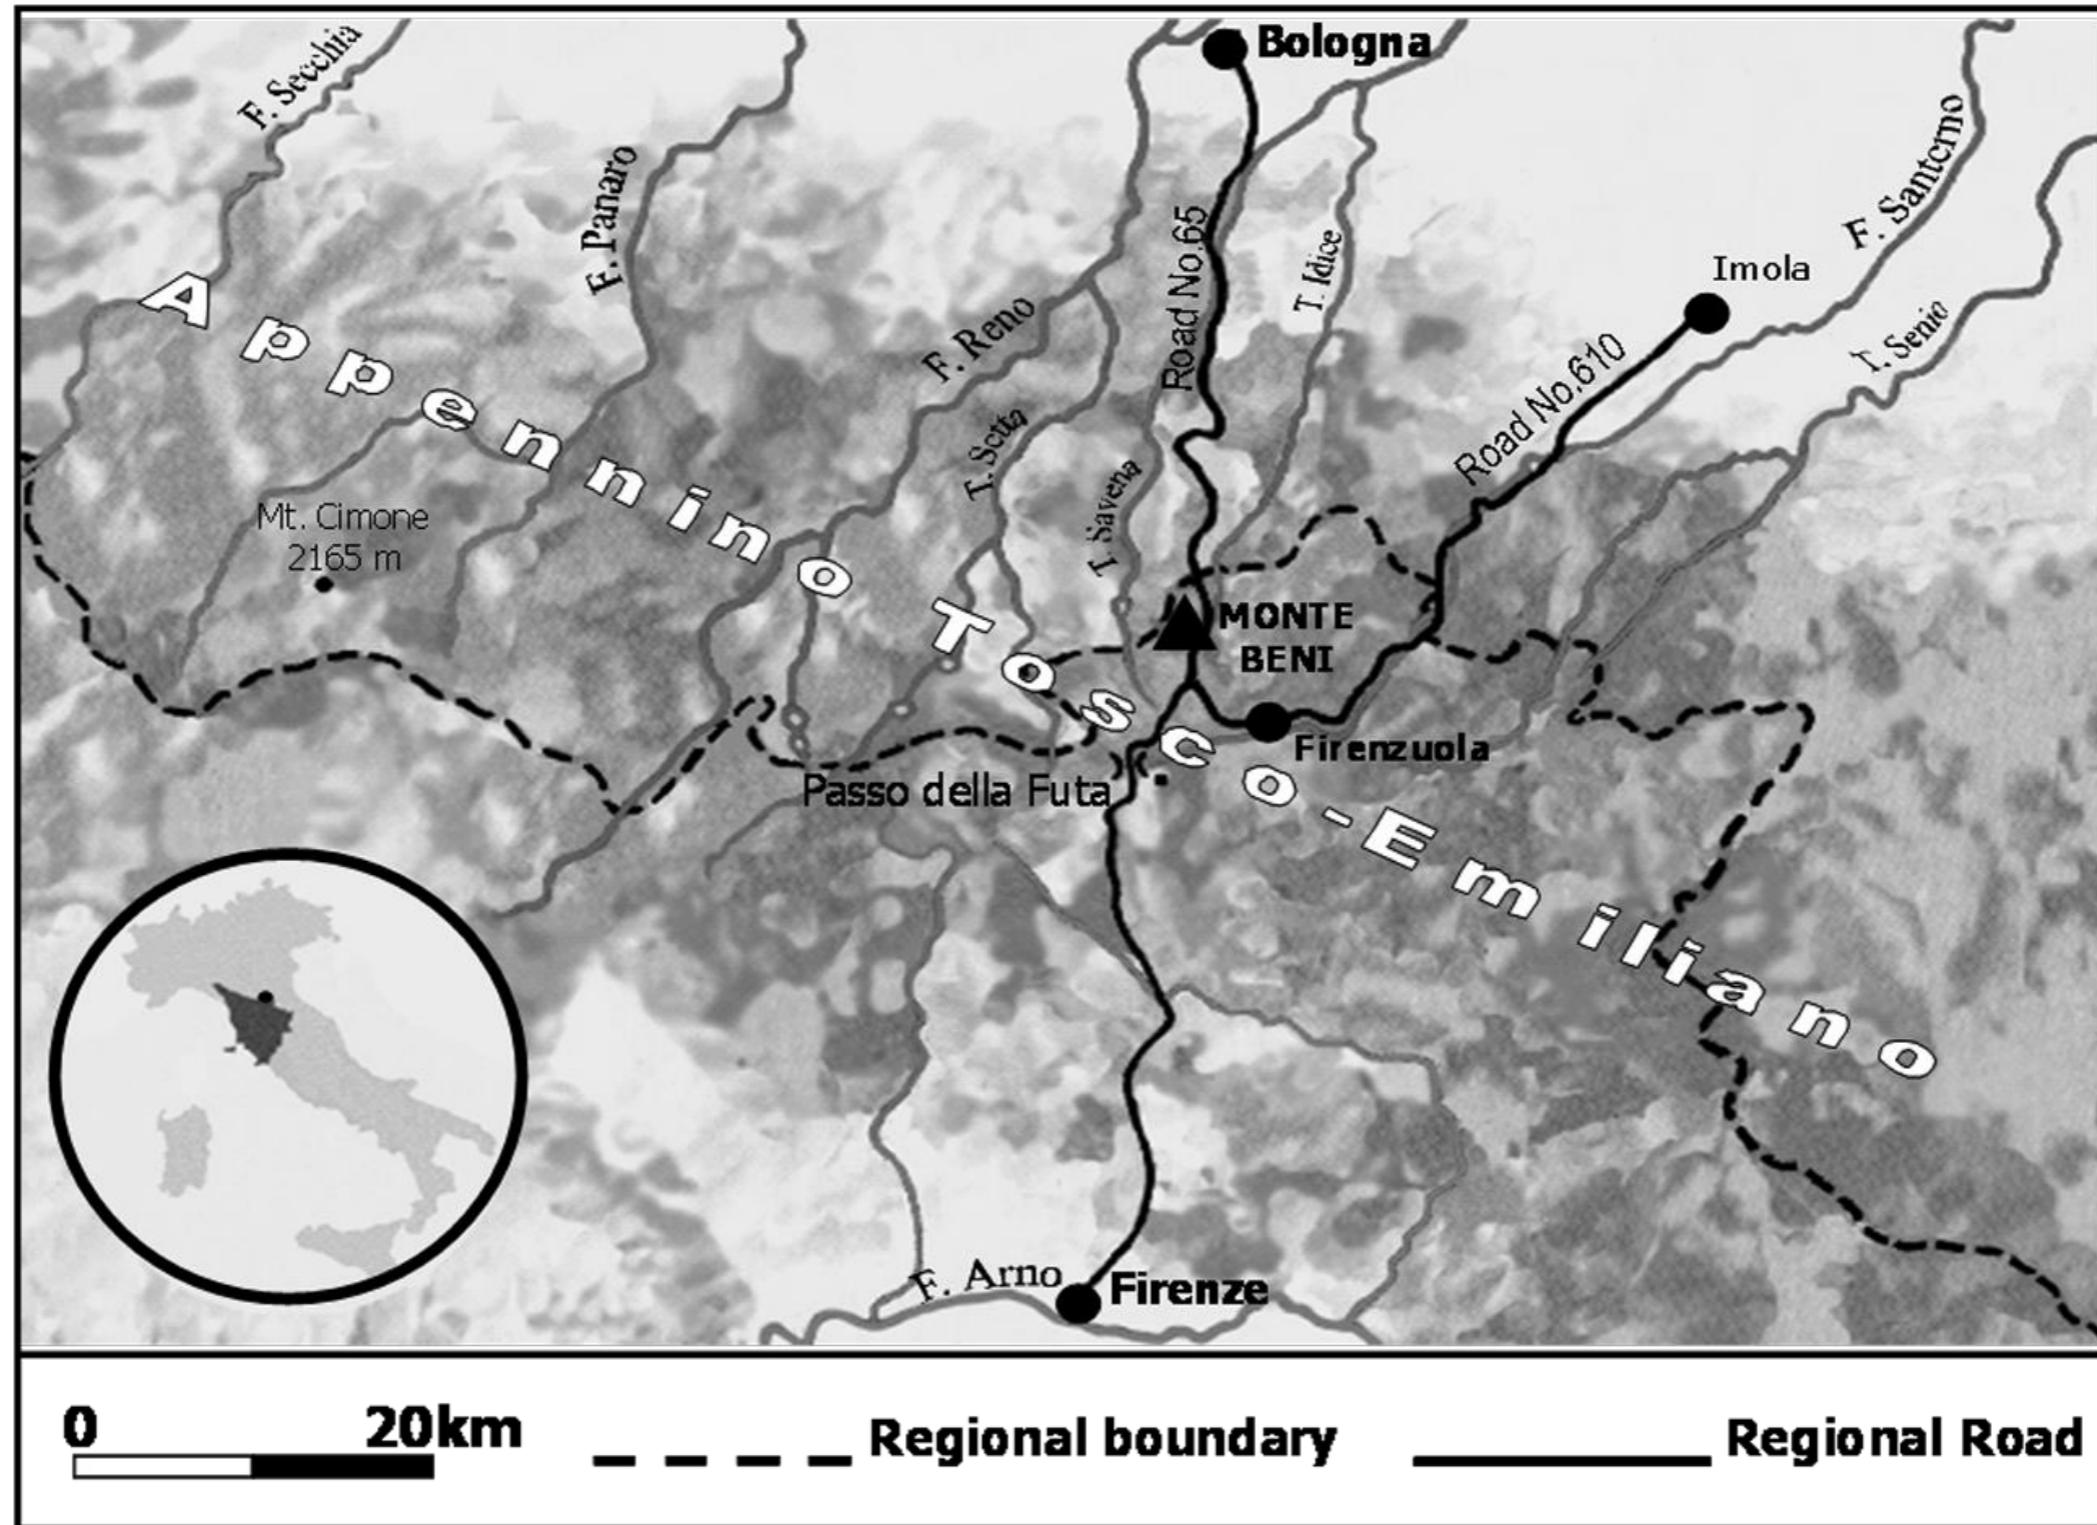 F. Secchia
Bologna
F. Panaro
F. Santerno
Road No.65
T. Idice
Imola
F. Reno
T. Senio
Road No.610
T. Setta
T. Savena
Mt. Cimone
2165 m
Appennino Tosco-Emiliano
MONTE
BENI
Firenzuola
Passo della Futa
F. Arno
Firenze
0 20km
Regional boundary
Regional Road